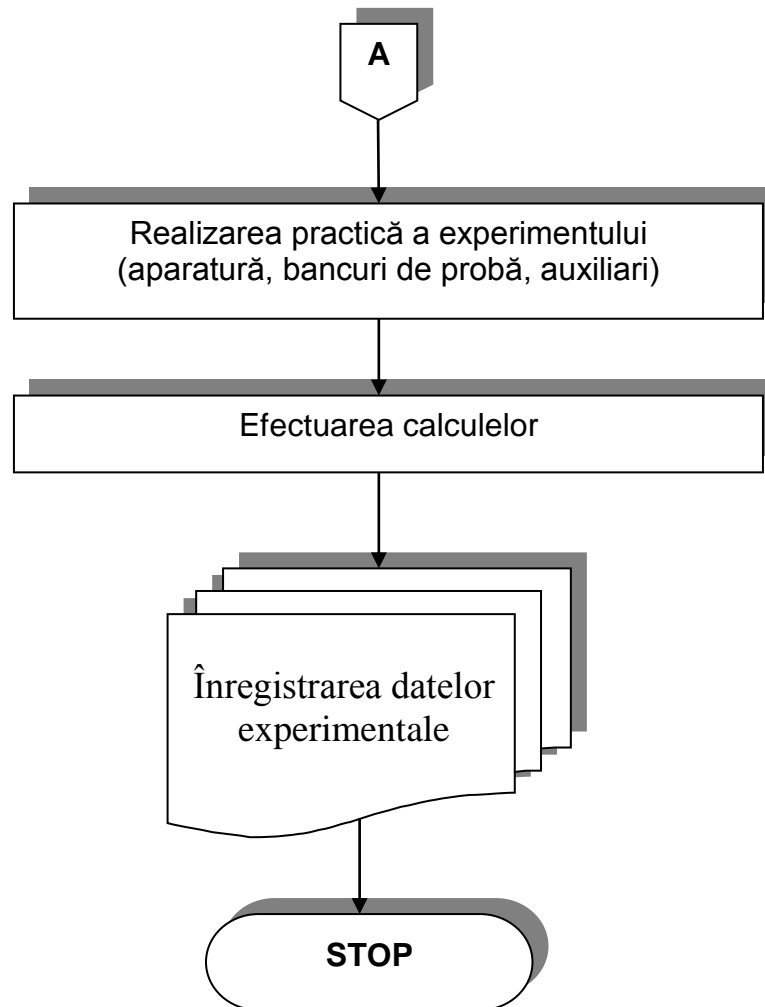 A
Realizarea practică a experimentului
(aparatură, bancuri de probă, auxiliari)
Efectuarea calculelor
Înregistrarea datelor
experimentale
STOP